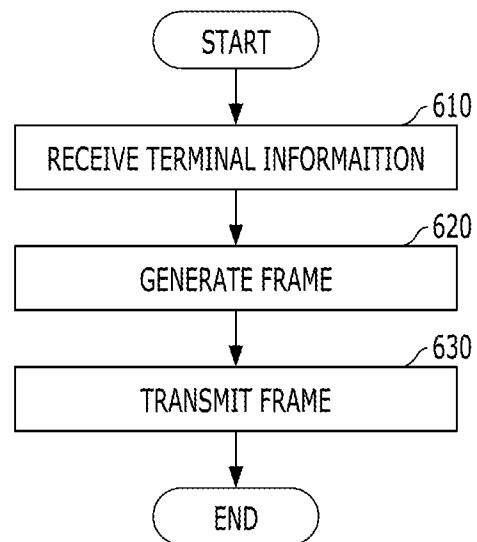 START
610
RECEIVE TERMINAL INFORMAITION
620
GENERATE FRAME
630
TRANSMIT FRAME
END